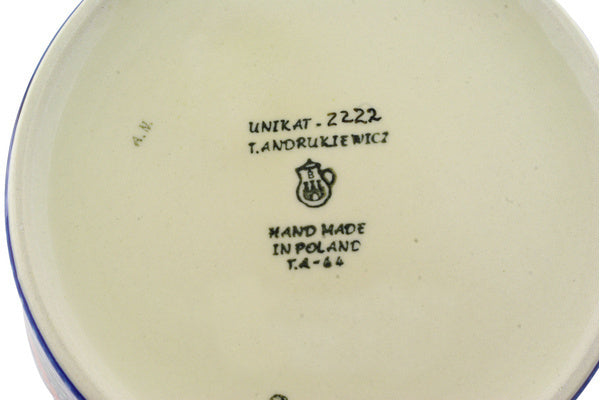 UNIKAT - 2222
T. ANDRUKIEWICZ
A.N.
B
HAND MADE
IN POLAND
T.A-64